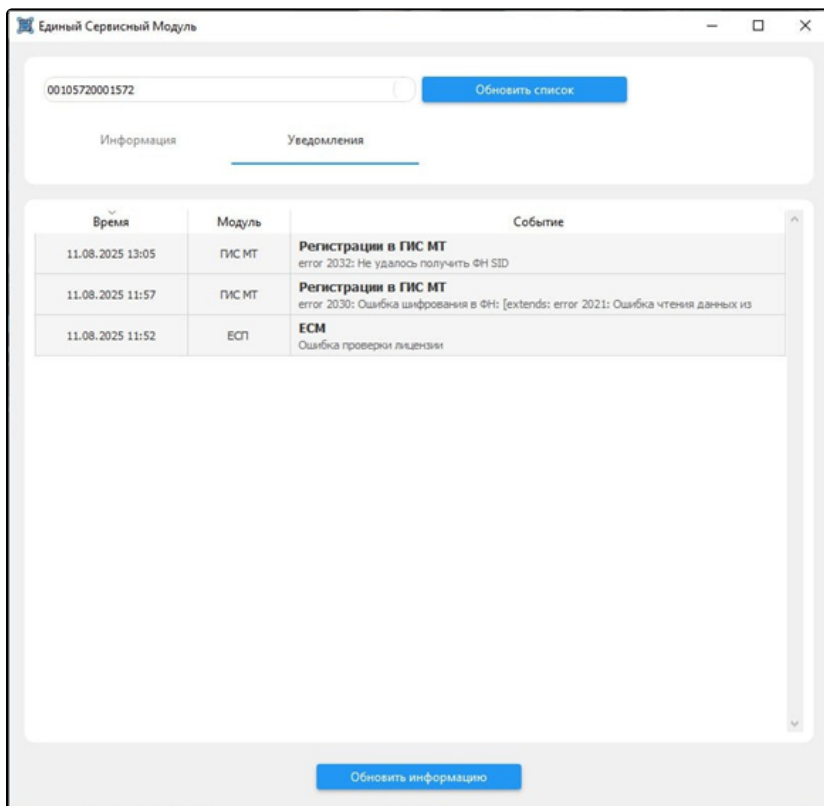 Единый Сервисный Модуль
00105720001572
Обновить список
Информация
Уведомления
Время Модуль Событие
11.08.2025 13:05 ГИС МТ Регистрации в ГИС МТ
error 2032: Не удалось получить ФН SID
11.08.2025 11:57 ГИС МТ Регистрации в ГИС МТ
error 2030: Ошибка шифрования в ФН: [extends: error 2021: Ошибка чтения данных из
11.08.2025 11:52 ЕСП ЕСМ
Ошибка проверки лицензии
Обновить информацию